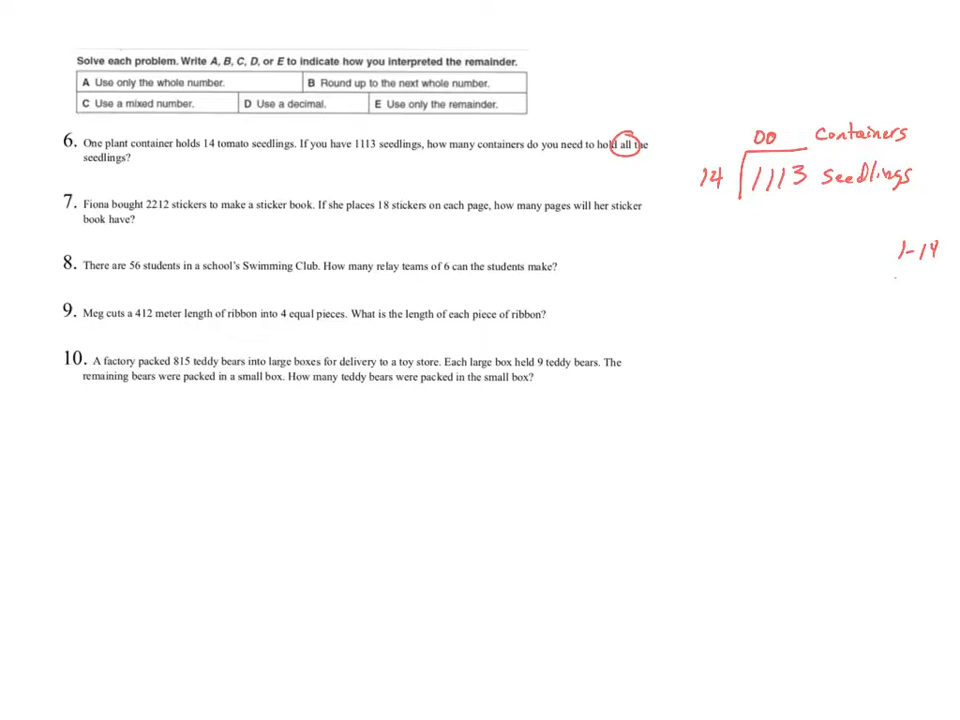 Solve each problem. Write A, B, C, D, or E to indicate how you interpreted the remainder.
A Use only the whole number.
B Round up to the next whole number.
C Use a mixed number.
D Use a decimal.
E Use only the remainder.
6. One plant container holds 14 tomato seedlings. If you have 1113 seedlings, how many containers do you need to hold all the
seedlings?
00 containers
14 1113 seedlings
7. Fiona bought 2212 stickers to make a sticker book. If she places 18 stickers on each page, how many pages will her sticker
book have?
1-14
8. There are 56 students in a school's Swimming Club. How many relay teams of 6 can the students make?
9. Meg cuts a 412 meter length of ribbon into 4 equal pieces. What is the length of each piece of ribbon?
10. A factory packed 815 teddy bears into large boxes for delivery to a toy store. Each large box held 9 teddy bears. The
remaining bears were packed in a small box. How many teddy bears were packed in the small box?